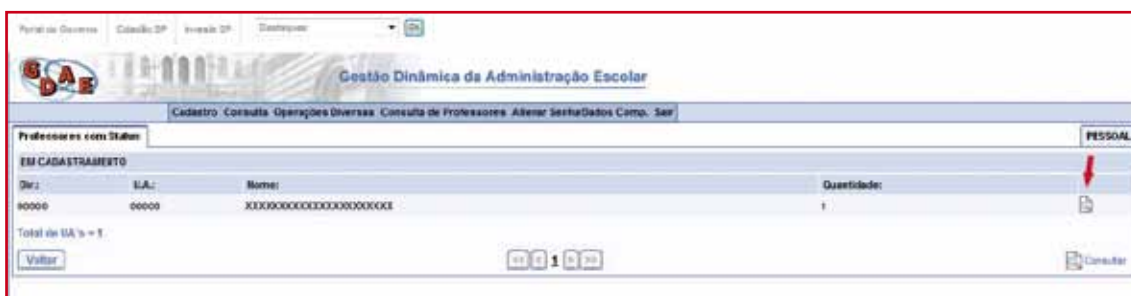 Portal do Governo Cidadão.SP Investe SP Destaques OK
GDAE
Gestão Dinâmica da Administração Escolar
Cadastro Consulta Operações Diversas Consulta de Professores Alterar Senha Dados Comp. Sair
Professores com Status PESSOAL
EM CADASTRAMENTO
Dir.: U.A.: Nome: Quantidade:
00000 XXXXXXXXXXXXXXXXXXXXXXX 1
Total de UA's = 1
Voltar << < 1 > >> Consultar